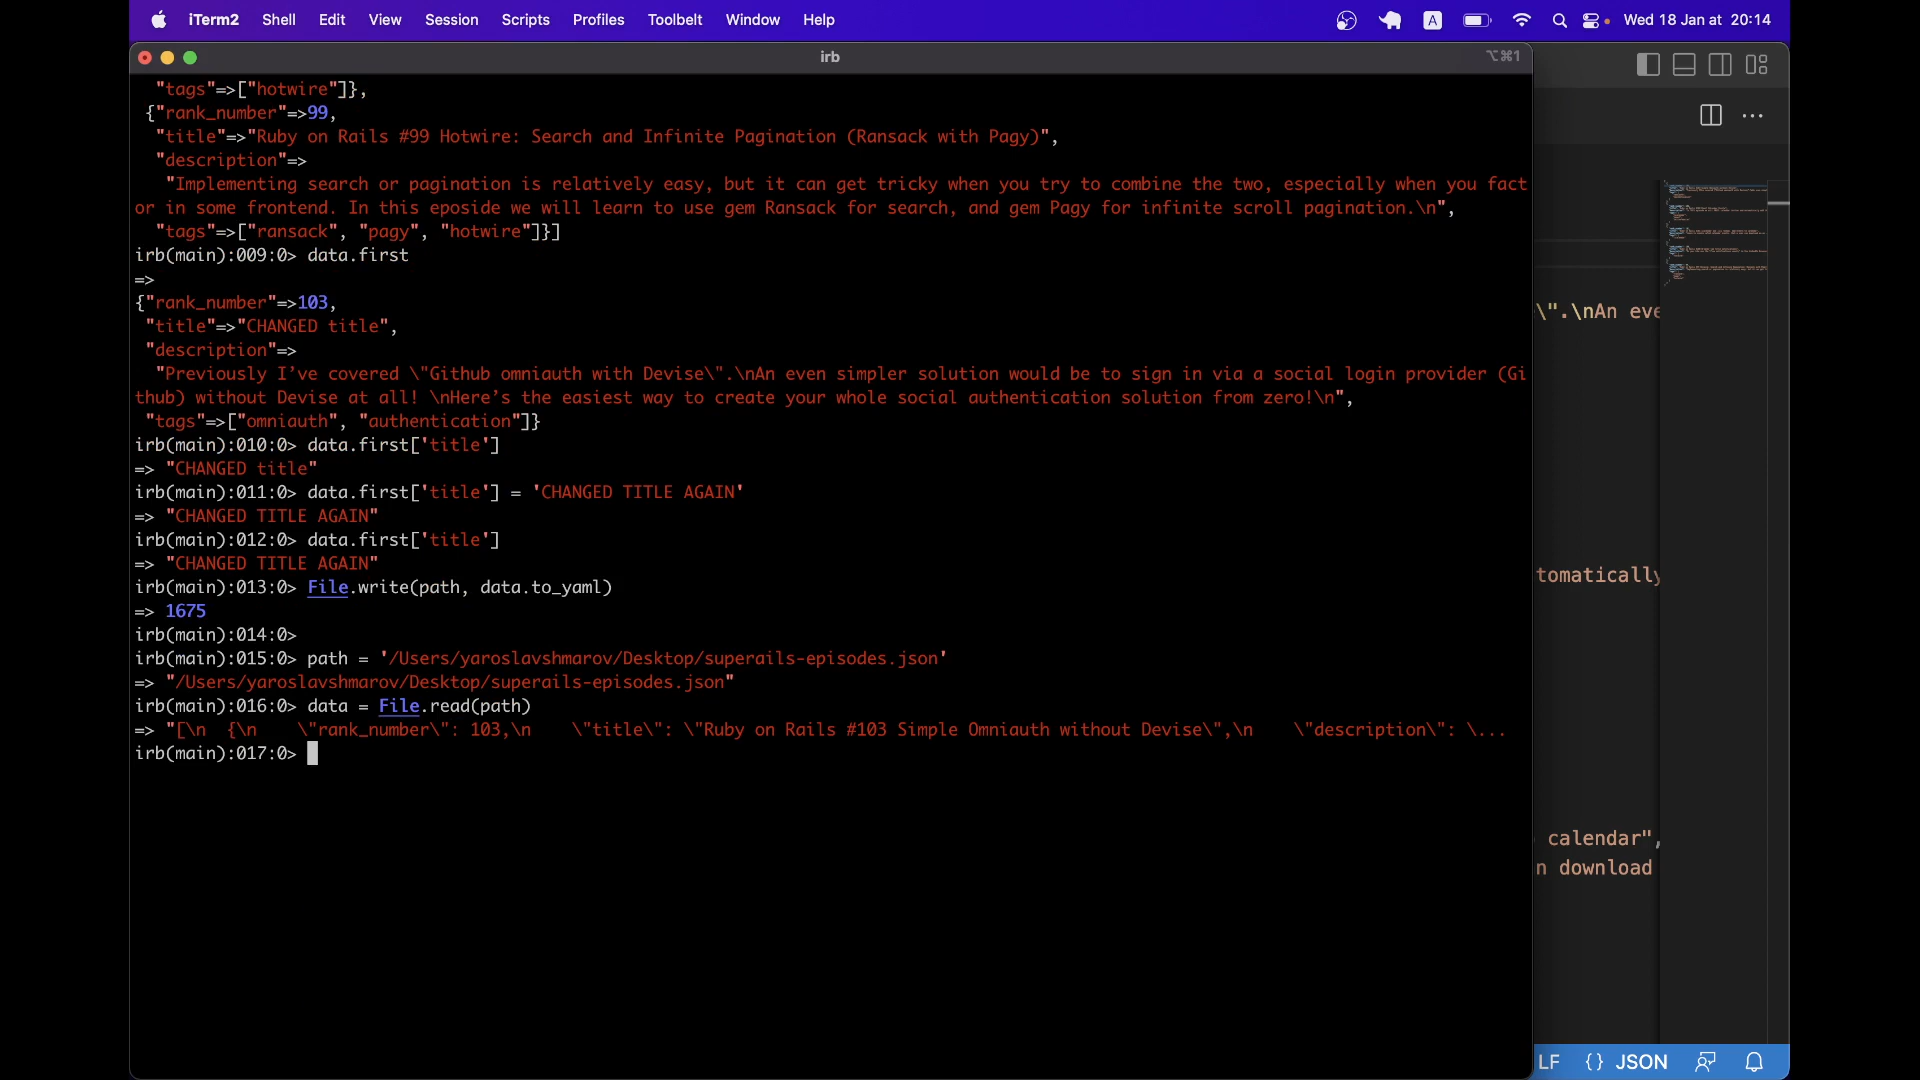 iTerm2 Shell Edit View Session Scripts Profiles Toolbelt Window Help A Wed 18 Jan at 20:14
irb ⌥⌘1
"tags"=>["hotwire"]},
{"rank_number"=>99,
"title"=>"Ruby on Rails #99 Hotwire: Search and Infinite Pagination (Ransack with Pagy)",
"description"=>
"Implementing search or pagination is relatively easy, but it can get tricky when you try to combine the two, especially when you fact
or in some frontend. In this eposide we will learn to use gem Ransack for search, and gem Pagy for infinite scroll pagination.\n",
"tags"=>["ransack", "pagy", "hotwire"]}]
irb(main):009:0> data.first
=>
{"rank_number"=>103,
"title"=>"CHANGED title",
"description"=>
"Previously I’ve covered \"Github omniauth with Devise\".\nAn even simpler solution would be to sign in via a social login provider (Gi
thub) without Devise at all! \nHere’s the easiest way to create your whole social authentication solution from zero!\n",
"tags"=>["omniauth", "authentication"]}
irb(main):010:0> data.first['title']
=> "CHANGED title"
irb(main):011:0> data.first['title'] = 'CHANGED TITLE AGAIN'
=> "CHANGED TITLE AGAIN"
irb(main):012:0> data.first['title']
=> "CHANGED TITLE AGAIN"
irb(main):013:0> File.write(path, data.to_yaml)
=> 1675
irb(main):014:0>
irb(main):015:0> path = '/Users/yaroslavshmarov/Desktop/superails-episodes.json'
=> "/Users/yaroslavshmarov/Desktop/superails-episodes.json"
irb(main):016:0> data = File.read(path)
=> "[\n  {\n    \"rank_number\": 103,\n    \"title\": \"Ruby on Rails #103 Simple Omniauth without Devise\",\n    \"description\": \...
irb(main):017:0>
\".\nAn eve
tomatically
calendar",
n download
LF {} JSON